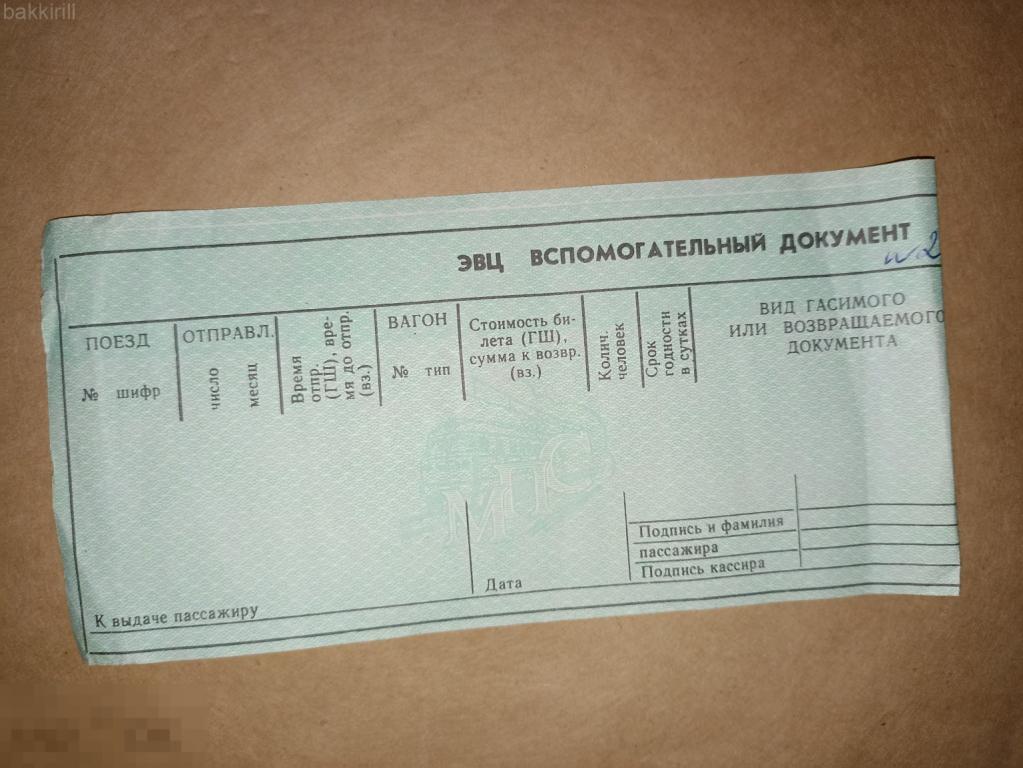 bakkirill
ЭВЦ ВСПОМОГАТЕЛЬНЫЙ ДОКУМЕНТ
ПОЕЗД
№ шифр
ОТПРАВЛ.
число
месяц
Время
отпр.
(ГШ), вре-
мя до отпр.
(вз.)
ВАГОН
№ тип
Стоимость би-
лета (ГШ),
сумма к возвр.
(вз.)
Колич.
человек
Срок
годности
в сутках
ВИД ГАСИМОГО
ИЛИ ВОЗВРАЩАЕМОГО
ДОКУМЕНТА
МПС
Подпись и фамилия
пассажира
Подпись кассира
Дата
К выдаче пассажиру